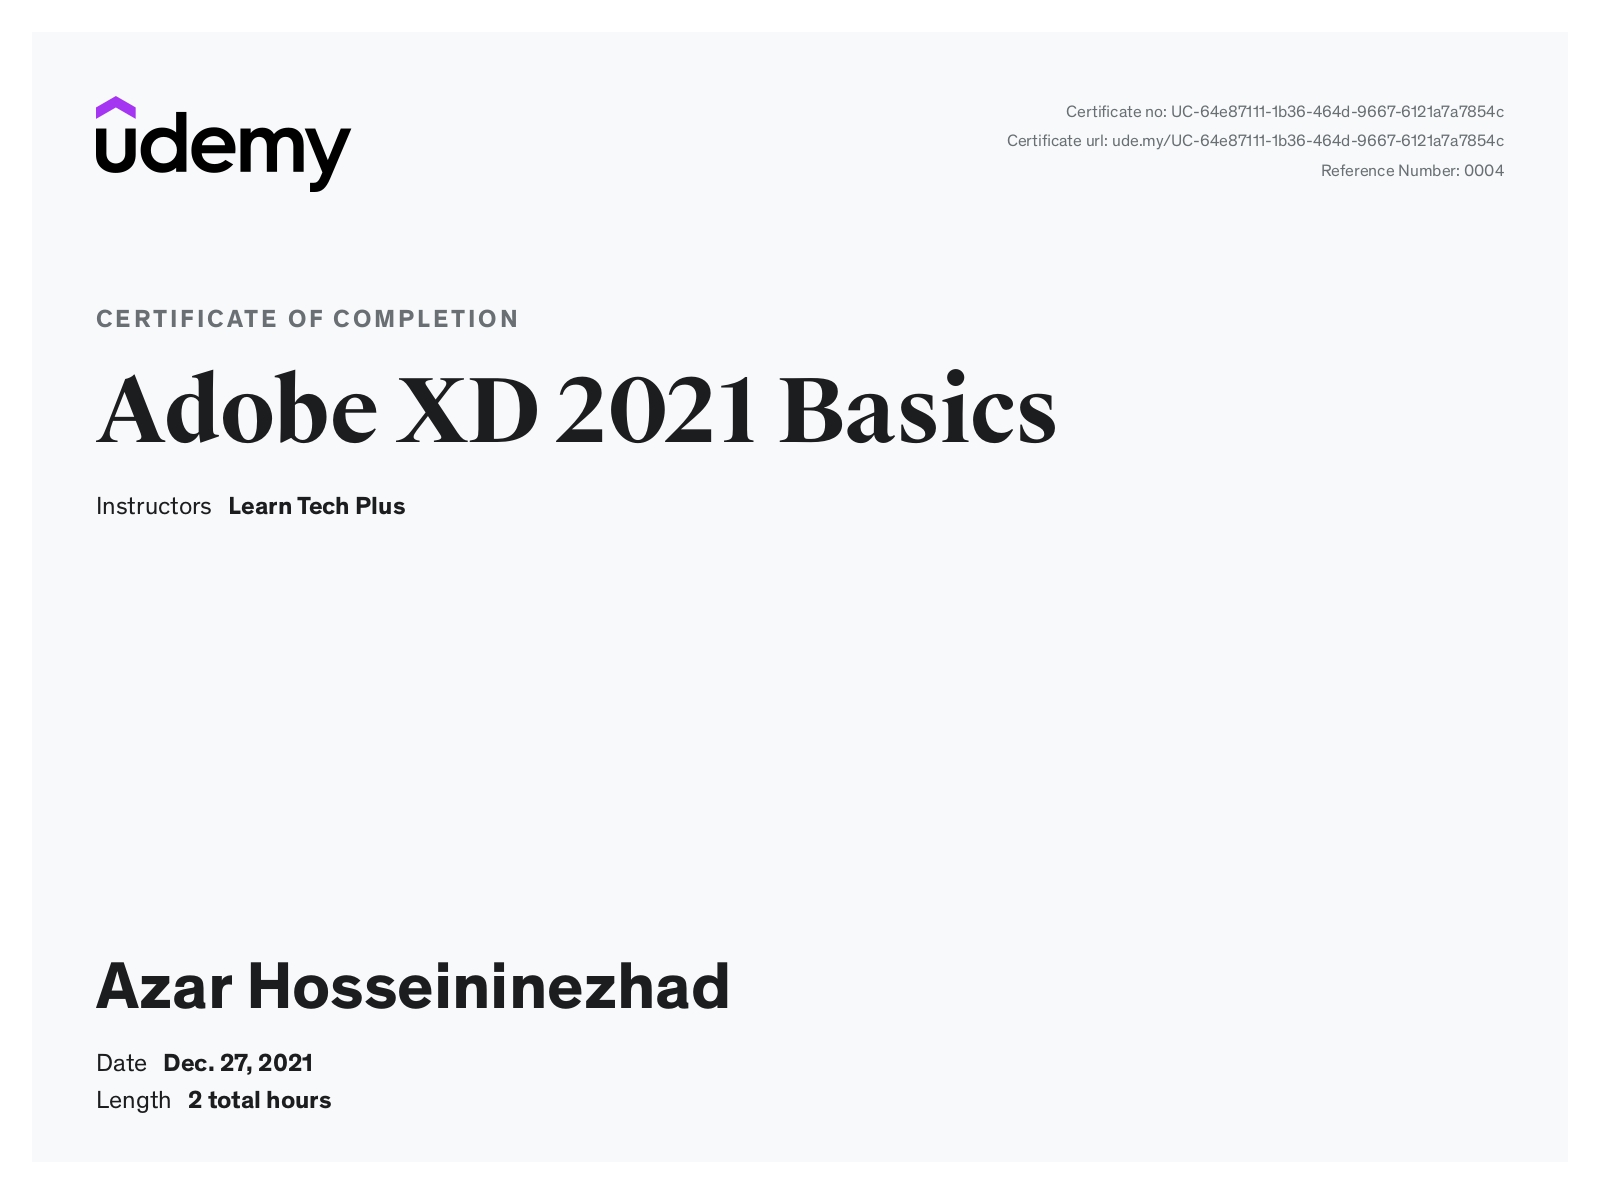 udemy
Certificate no: UC-64e87111-1b36-464d-9667-6121a7a7854c
Certificate url: ude.my/UC-64e87111-1b36-464d-9667-6121a7a7854c
Reference Number: 0004
CERTIFICATE OF COMPLETION
Adobe XD 2021 Basics
Instructors Learn Tech Plus
Azar Hosseininezhad
Date Dec. 27, 2021
Length 2 total hours